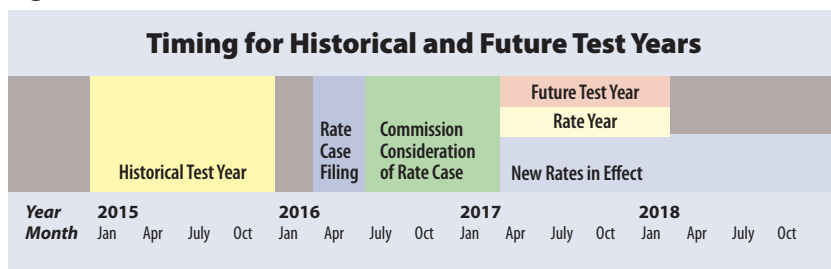 Timing for Historical and Future Test Years
Historical Test Year
Rate
Case
Filing
Commission
Consideration
of Rate Case
Future Test Year
Rate Year
New Rates in Effect
Year 2015 2016 2017 2018
Month Jan Apr July Oct Jan Apr July Oct Jan Apr July Oct Jan Apr July Oct